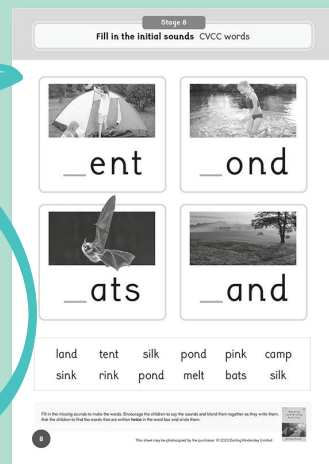 Stage 8
Fill in the initial sounds CVCC words
_ent
_ond
_ats
_and
land tent silk pond pink camp
sink rink pond melt bats silk
Fill in the missing sounds to make the words. Encourage the children to say the sounds and blend them together as they write them.
Ask the children to find the words that are written twice in the word box and circle them.
8
This sheet may be photocopied by the purchaser. © 2023 Dorling Kindersley Limited